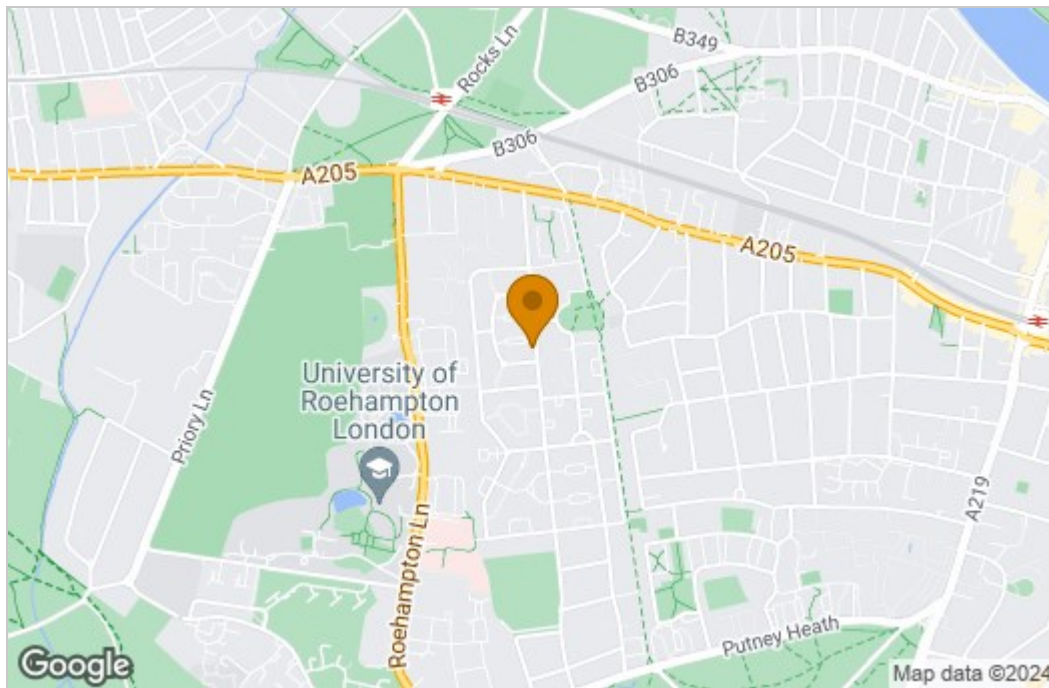 B349
Rocks Ln
B306
B306
A205
A205
University of
Roehampton
London
Priory Ln
A219
Roehampton Ln
Putney Heath
Google
Map data ©2024